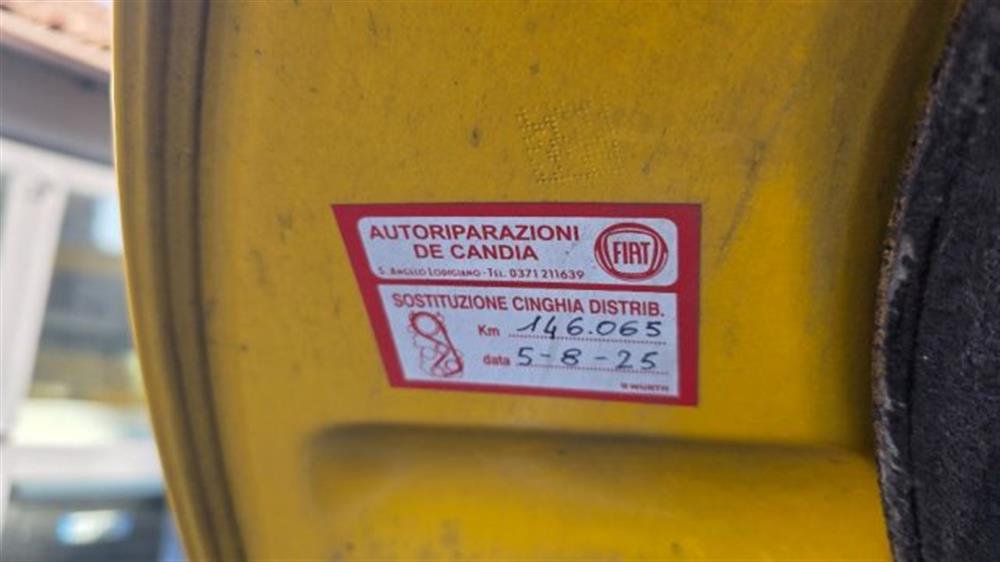 AUTORIPARAZIONI
DE CANDIA
FIAT
S. ANGELO LODIGIANO - TEL. 0371 211639
SOSTITUZIONE CINGHIA DISTRIB.
Km 146.065
data 5-8-25
WÜRTH